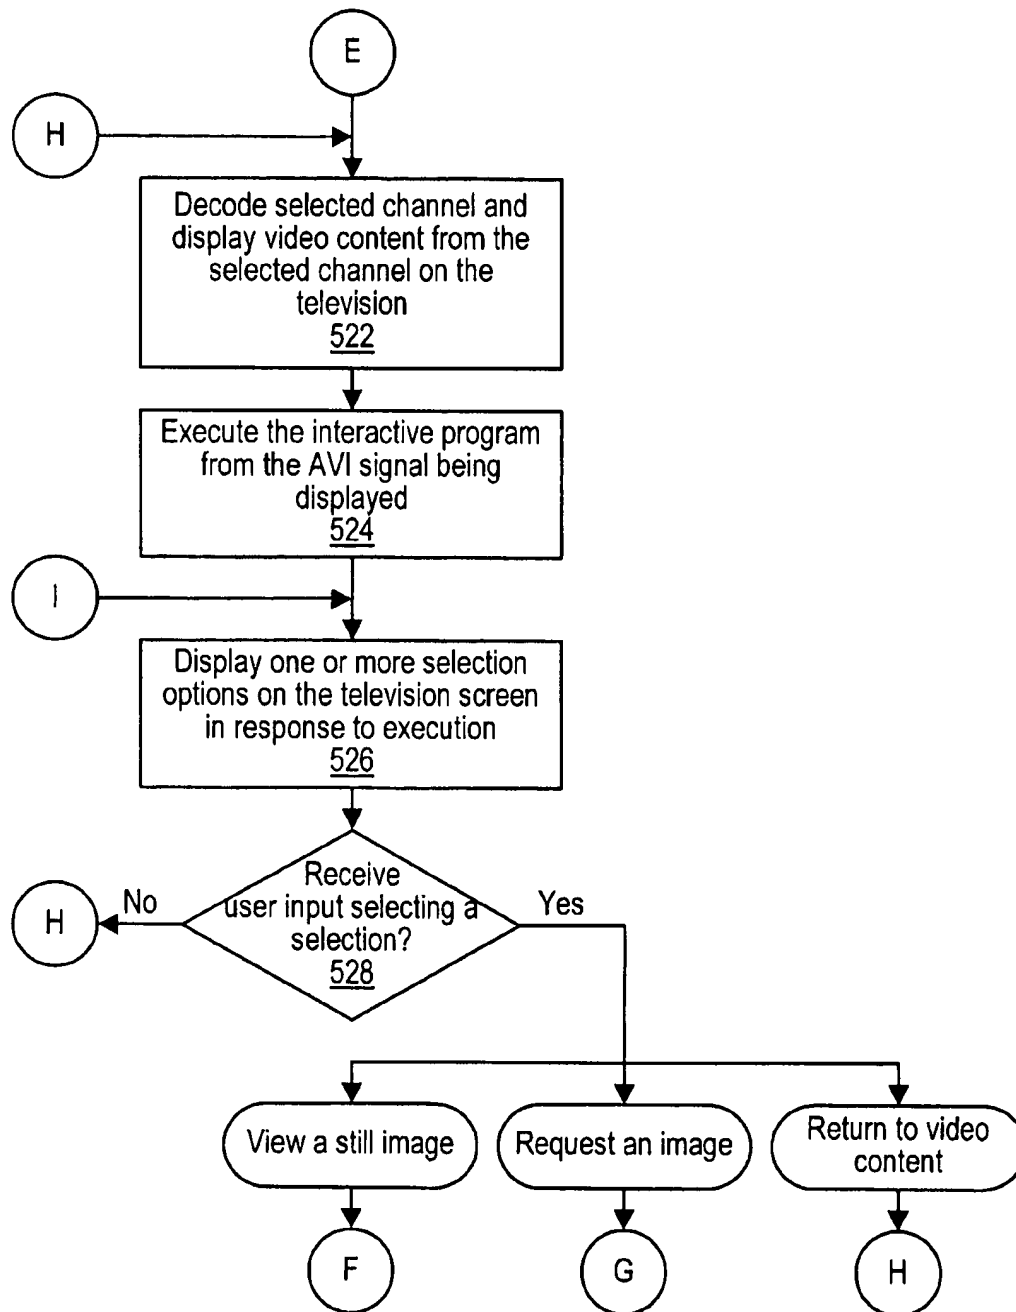 E
H
Decode selected channel and
display video content from the
selected channel on the
television
522
Execute the interactive program
from the AVI signal being
displayed
524
I
Display one or more selection
options on the television screen
in response to execution
526
Receive
user input selecting a
selection?
528
No
H
Yes
View a still image
Request an image
Return to video
content
F
G
H